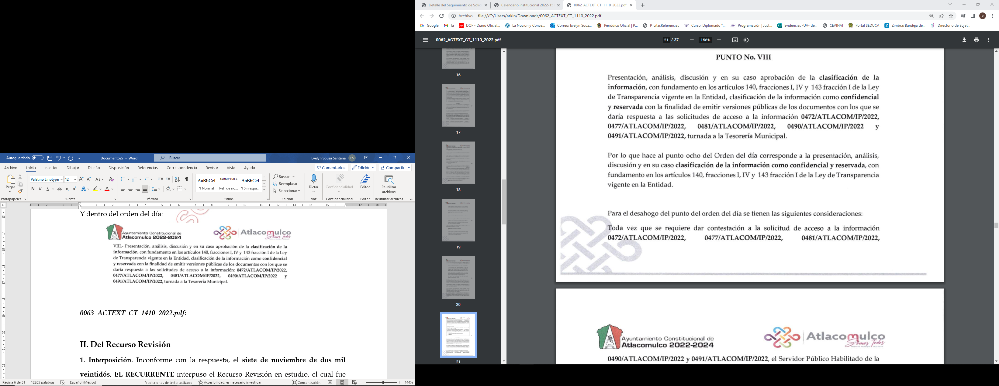 Autoguardado
Documento27 - Word
Buscar
Evelyn Souza Santana
ES
Archivo Inicio Insertar Dibujar Diseño Disposición Referencias Correspondencia Revisar Vista Ayuda
Comentarios
Edición
Compartir
Pegar
Palatino Linotype
12
N K S ab x₂ x²
AaBbCcI
¶ Normal
AaBbCcDdEe
Ref. de no...
AaBbCcI
¶ Sin espa...
Buscar
Reemplazar
Seleccionar
Dictar
Confidencialidad
Editor
Reutilizar
archivos
Portapapeles
Fuente
Párrafo
Estilos
Edición
Voz
Confidencialidad
Editor
Reutilizar archivos
Y dentro del orden del día:
Ayuntamiento Constitucional de
Atlacomulco 2022-2024
Atlacomulco
Somos Todos
VIII.- Presentación, análisis, discusión y en su caso aprobación de la clasificación de la
información, con fundamento en los artículos 140, fracciones I, IV y 143 fracción I de la Ley
de Transparencia vigente en la Entidad, clasificación de la información como confidencial
y reservada con la finalidad de emitir versiones públicas de los documentos con los que se
daría respuesta a las solicitudes de acceso a la información: 0472/ATLACOM/IP/2022,
0477/ATLACOM/IP/2022, 0481/ATLACOM/IP/2022, 0490/ATLACOM/IP/2022 y
0491/ATLACOM/IP/2022, turnada a la Tesorería Municipal.
0063_ACTEXT_CT_1410_2022.pdf:
II. Del Recurso Revisión
1. Interposición. Inconforme con la respuesta, el siete de noviembre de dos mil
veintidós, EL RECURRENTE interpuso el Recurso Revisión en estudio, el cual fue
Página 6 de 51
12205 palabras
Español (México)
Predicciones de texto: activado
Accesibilidad: es necesario investigar
Concentración
144%
Detalle del Seguimiento de Solic
Calendario institucional 2022-15
0062_ACTEXT_CT_1110_2022.pdf
Archivo
file:///C:/Users/arkin/Downloads/0062_ACTEXT_CT_1110_2022.pdf
Google
fa
DOF - Diario Oficial...
La Nocion y Conce...
Correo: Evelyn Souz...
Periódico Oficial | P...
P_citasReferencias
Curso: Diplomado "...
Programación | Just...
Evidencias -UA- de...
CEVINAI
Portal SEDUCA
Zimbra: Bandeja de...
Directorio de Sujet...
0062_ACTEXT_CT_1110_2022.pdf
21 / 37
156%
16
17
18
19
20
21
PUNTO No. VIII
Presentación, análisis, discusión y en su caso aprobación de la clasificación de la
información, con fundamento en los artículos 140, fracciones I, IV y 143 fracción I de la Ley
de Transparencia vigente en la Entidad, clasificación de la información como confidencial
y reservada con la finalidad de emitir versiones públicas de los documentos con los que se
daría respuesta a las solicitudes de acceso a la información 0472/ATLACOM/IP/2022,
0477/ATLACOM/IP/2022, 0481/ATLACOM/IP/2022, 0490/ATLACOM/IP/2022 y
0491/ATLACOM/IP/2022, turnada a la Tesorería Municipal.
Por lo que hace al punto ocho del Orden del día corresponde a la presentación, análisis,
discusión y en su caso clasificación de la información como confidencial y reservada, con
fundamento en los artículos 140, fracciones I, IV y 143 fracción I de la Ley de Transparencia
vigente en la Entidad.
Para el desahogo del punto del orden del día se tienen las siguientes consideraciones:
Toda vez que se requiere dar contestación a la solicitud de acceso a la información
0472/ATLACOM/IP/2022, 0477/ATLACOM/IP/2022, 0481/ATLACOM/IP/2022,
Ayuntamiento Constitucional de
Atlacomulco 2022-2024
Atlacomulco
Somos Todos
0490/ATLACOM/IP/2022 y 0491/ATLACOM/IP/2022, el Servidor Público Habilitado de la